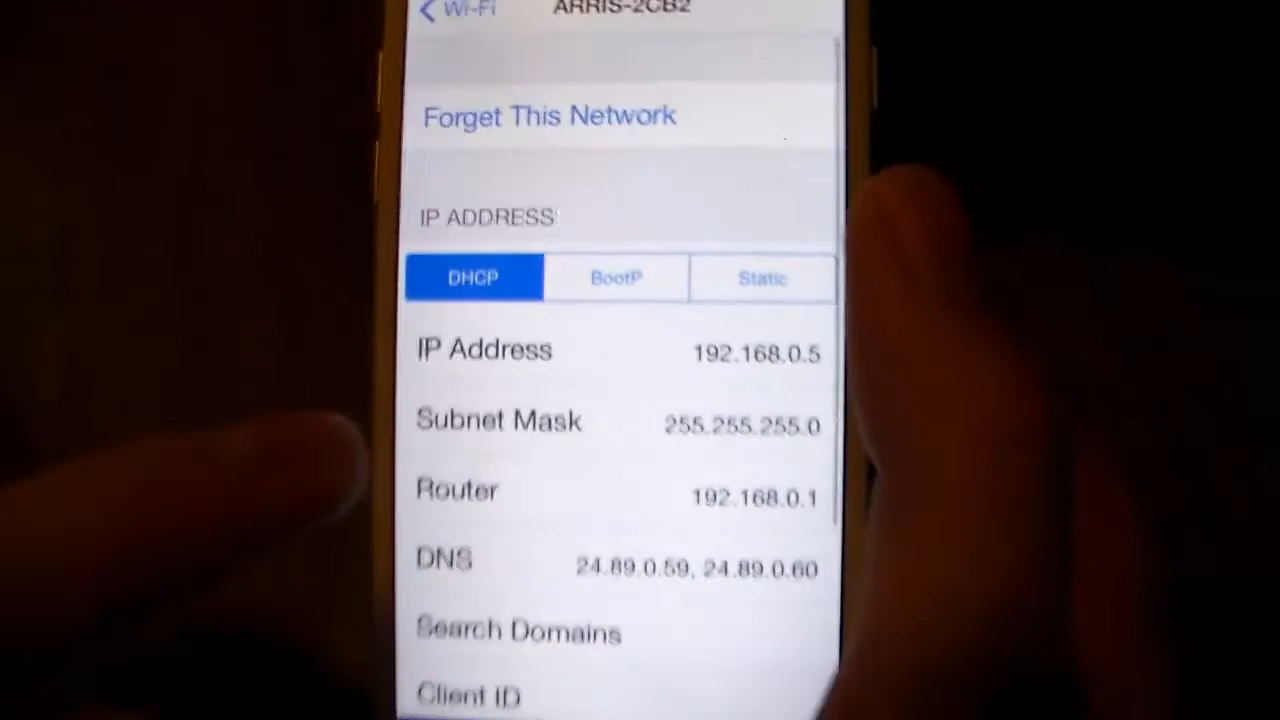 Wi-Fi ARRIS-2CB2
Forget This Network
IP ADDRESS
DHCP BootP Static
IP Address 192.168.0.5
Subnet Mask 255.255.255.0
Router 192.168.0.1
DNS 24.89.0.59, 24.89.0.60
Search Domains
Client ID